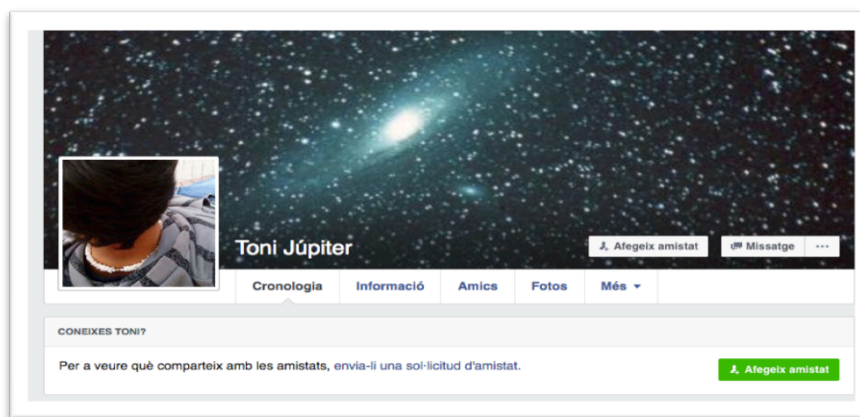 Toni Júpiter
Afegeix amistat Missatge ...
Cronologia Informació Amics Fotos Més
CONEIXES TONI?
Per a veure què comparteix amb les amistats, envia-li una sol·licitud d'amistat.
Afegeix amistat